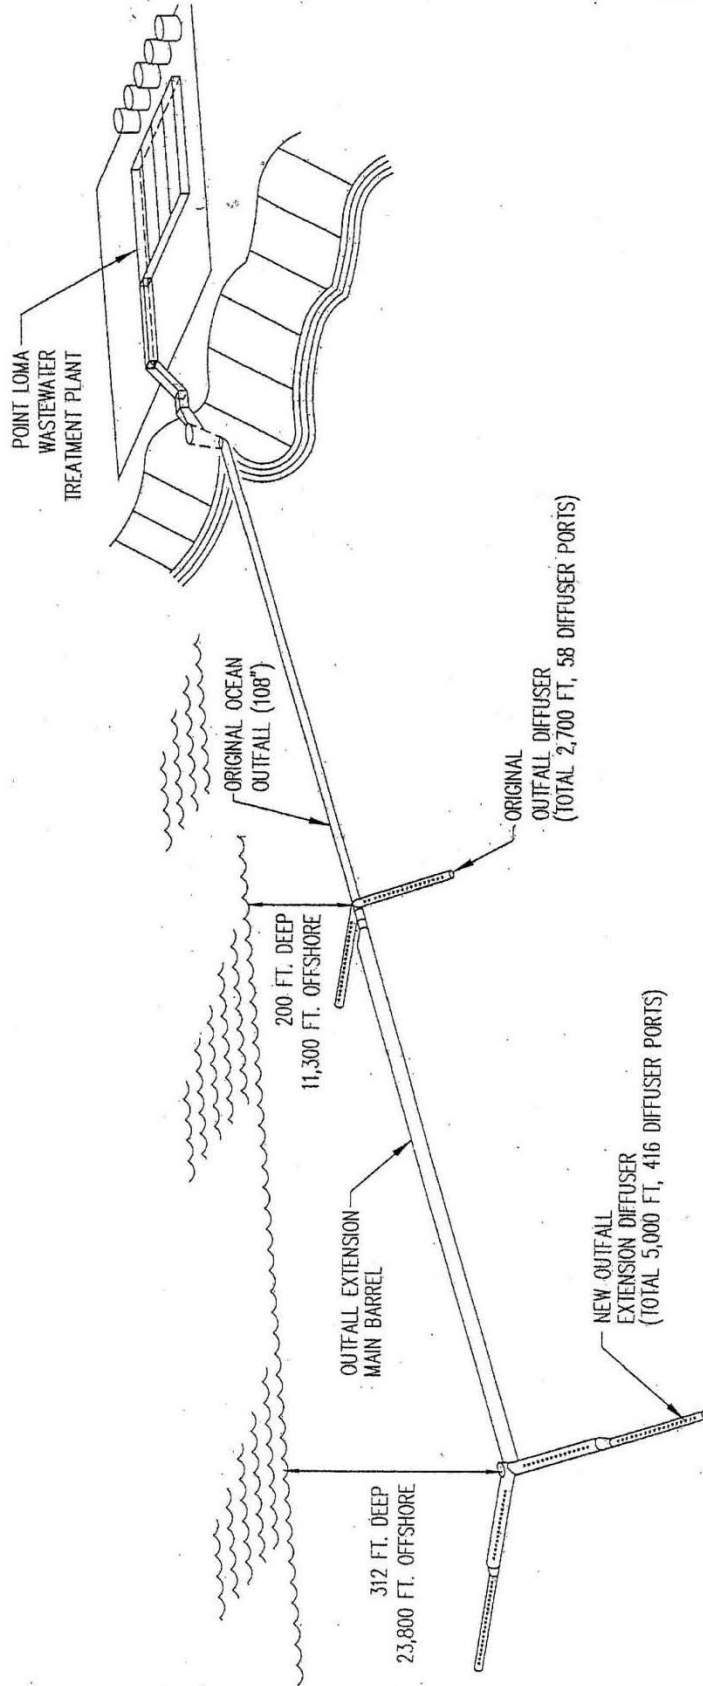 POINT LOMA
WASTEWATER
TREATMENT PLANT
ORIGINAL OCEAN
OUTFALL (108")
200 FT. DEEP
11,300 FT. OFFSHORE
ORIGINAL
OUTFALL DIFFUSER
(TOTAL 2,700 FT, 58 DIFFUSER PORTS)
OUTFALL EXTENSION
MAIN BARREL
312 FT. DEEP
23,800 FT. OFFSHORE
NEW OUTFALL
EXTENSION DIFFUSER
(TOTAL 5,000 FT, 416 DIFFUSER PORTS)